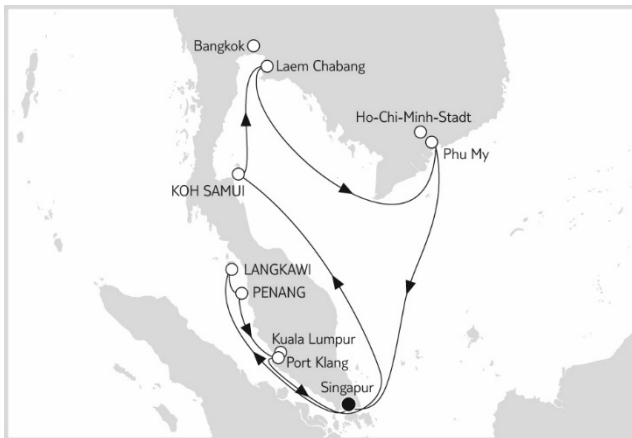 Bangkok
Laem Chabang
Ho-Chi-Minh-Stadt
Phu My
KOH SAMUI
LANGKAWI
PENANG
Kuala Lumpur
Port Klang
Singapur